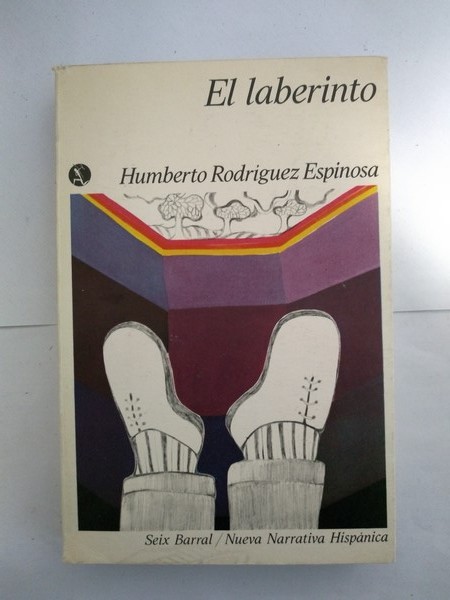 El laberinto
Humberto Rodriguez Espinosa
Seix Barral / Nueva Narrativa Hispánica